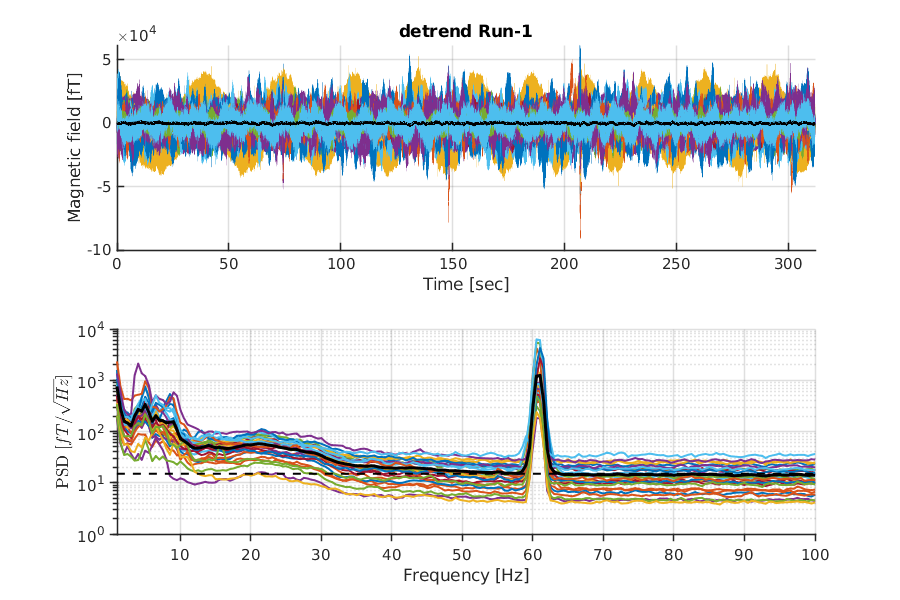 detrend Run-1
×10⁴
5
0
-5
-10
Magnetic field [fT]
0 50 100 150 200 250 300
Time [sec]
10⁴
10³
10²
10¹
10⁰
PSD [fT/√Hz]
10 20 30 40 50 60 70 80 90 100
Frequency [Hz]